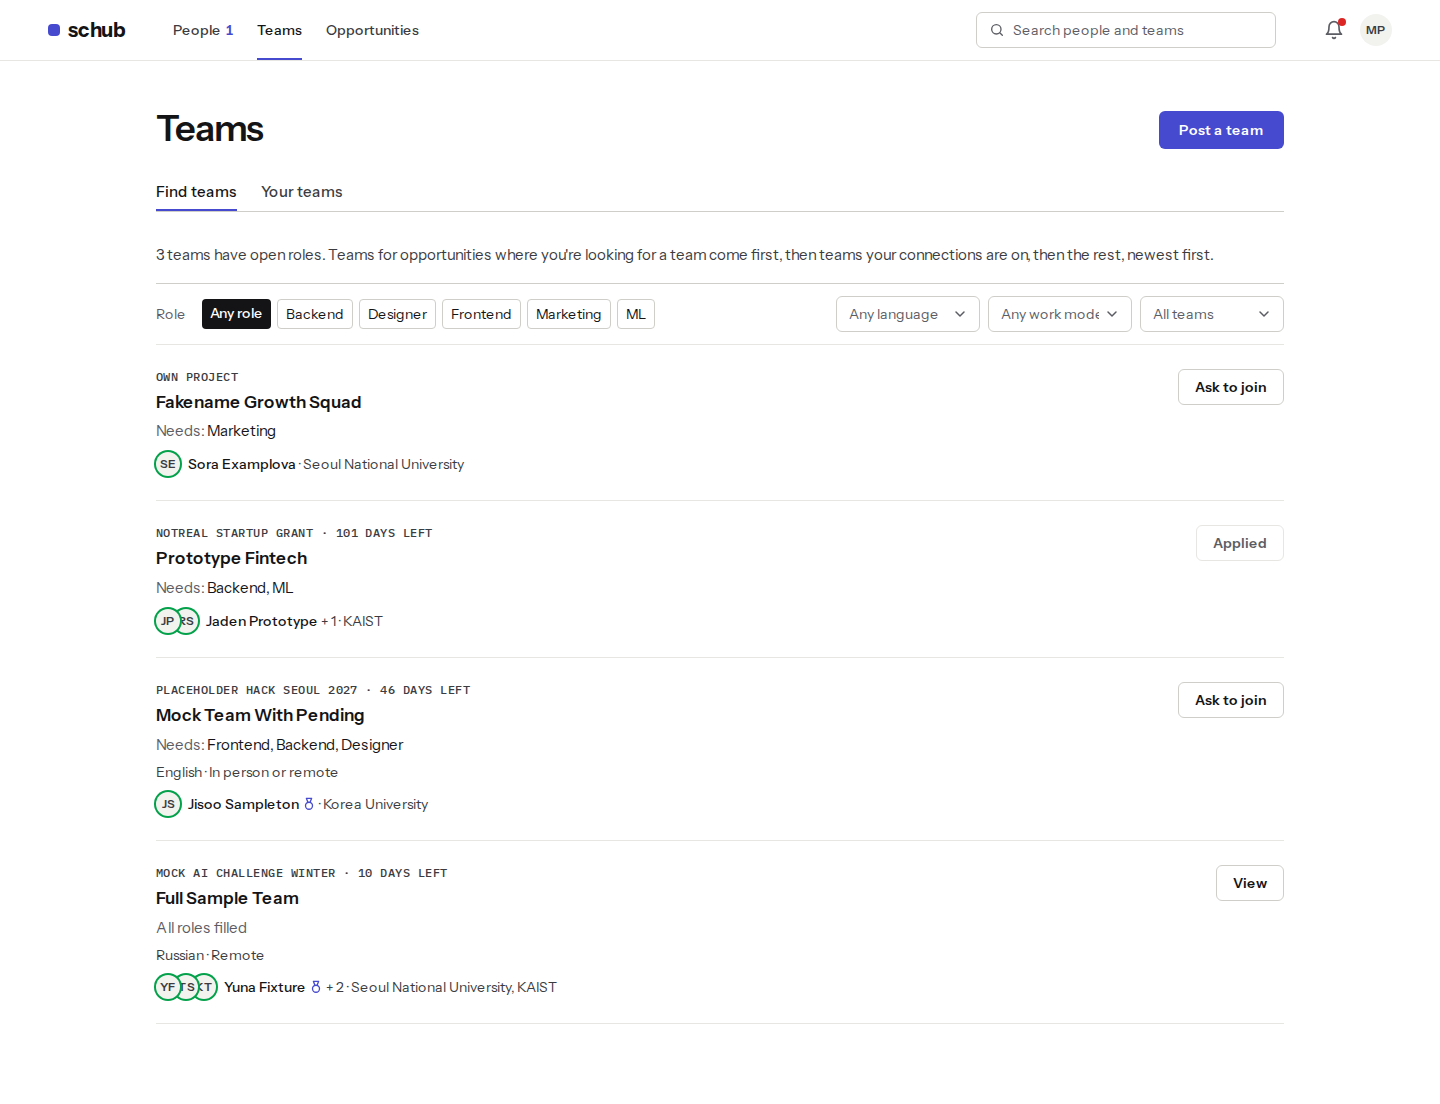 schub
People 1
Teams
Opportunities
Search people and teams
MP
Teams
Post a team
Find teams
Your teams
3 teams have open roles. Teams for opportunities where you're looking for a team come first, then teams your connections are on, then the rest, newest first.
Role
Any role
Backend
Designer
Frontend
Marketing
ML
Any language
Any work mode
All teams
OWN PROJECT
Ask to join
Fakename Growth Squad
Needs: Marketing
SE Sora Examplova · Seoul National University
NOTREAL STARTUP GRANT · 101 DAYS LEFT
Applied
Prototype Fintech
Needs: Backend, ML
JP RS Jaden Prototype + 1 · KAIST
PLACEHOLDER HACK SEOUL 2027 · 46 DAYS LEFT
Ask to join
Mock Team With Pending
Needs: Frontend, Backend, Designer
English · In person or remote
JS Jisoo Sampleton · Korea University
MOCK AI CHALLENGE WINTER · 10 DAYS LEFT
View
Full Sample Team
All roles filled
Russian · Remote
YF TS KT Yuna Fixture + 2 · Seoul National University, KAIST